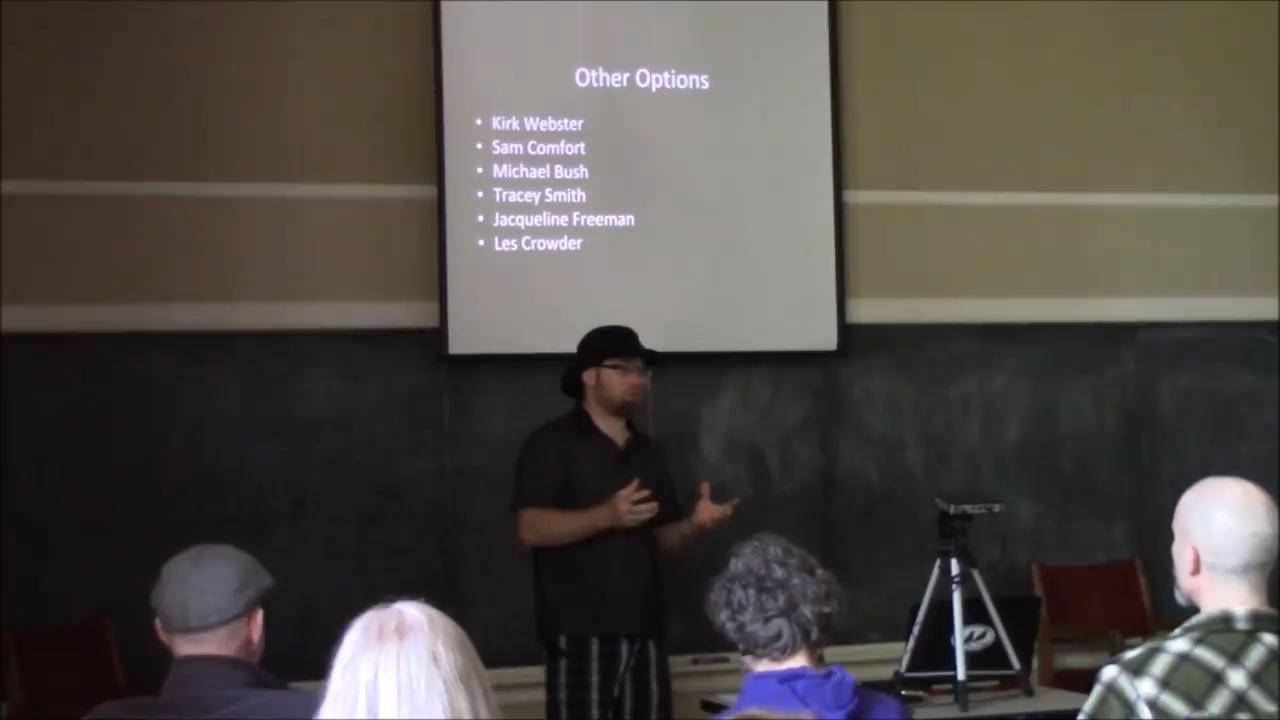 Other Options
• Kirk Webster
• Sam Comfort
• Michael Bush
• Tracey Smith
• Jacqueline Freeman
• Les Crowder